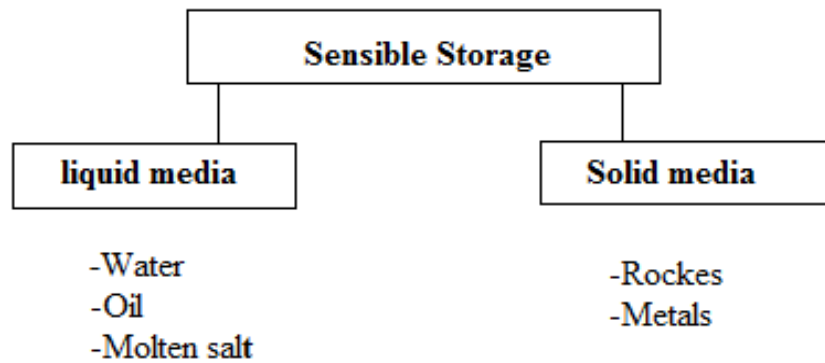 Sensible Storage
liquid media
Solid media
-Water
-Oil
-Molten salt
-Rockes
-Metals